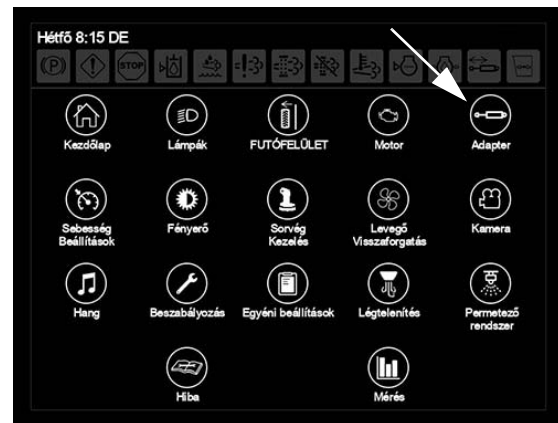 Hétfő 8:15 DE
P
STOP
Kezdőlap
Lámpák
FUTÓFELÜLET
Motor
Adapter
Sebesség
Beállítások
Fényerő
Sorvég
Kezelés
Levegő
Visszaforgatás
Kamera
Hang
Beszabályozás
Egyéni beállítások
Légtelenítés
Permetező
rendszer
Hiba
Mérés